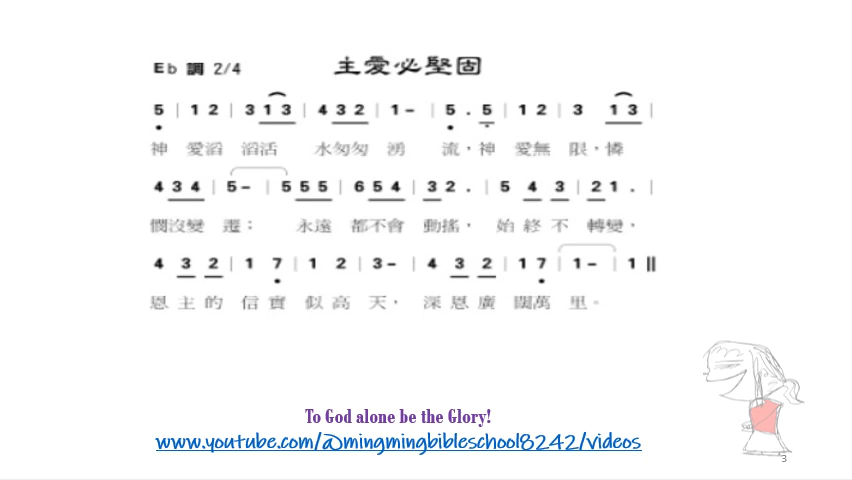 Eb 調 2/4 主愛必堅固
5 | 1 2 | 3 1 3 | 4 3 2 | 1 – | 5 . 5 | 1 2 | 3 1 3 |
神 愛滔 滔活 水匆匆 湧 流，神 愛無 限，憐
4 3 4 | 5 – | 5 5 5 5 | 6 5 4 | 3 2 . | 5 4 3 | 2 1 . |
憫沒變 遷； 永遠 都不會 動搖， 始 終 不 轉變，
4 3 2 | 1 7 | 1 2 | 3 – | 4 3 2 | 1 7 | 1 – | 1 ||
恩 主 的 信 實 似 高 天， 深 恩 廣 闊萬 里。
To God alone be the Glory!
www.youtube.com/@mingmingbibleschool8242/videos
3